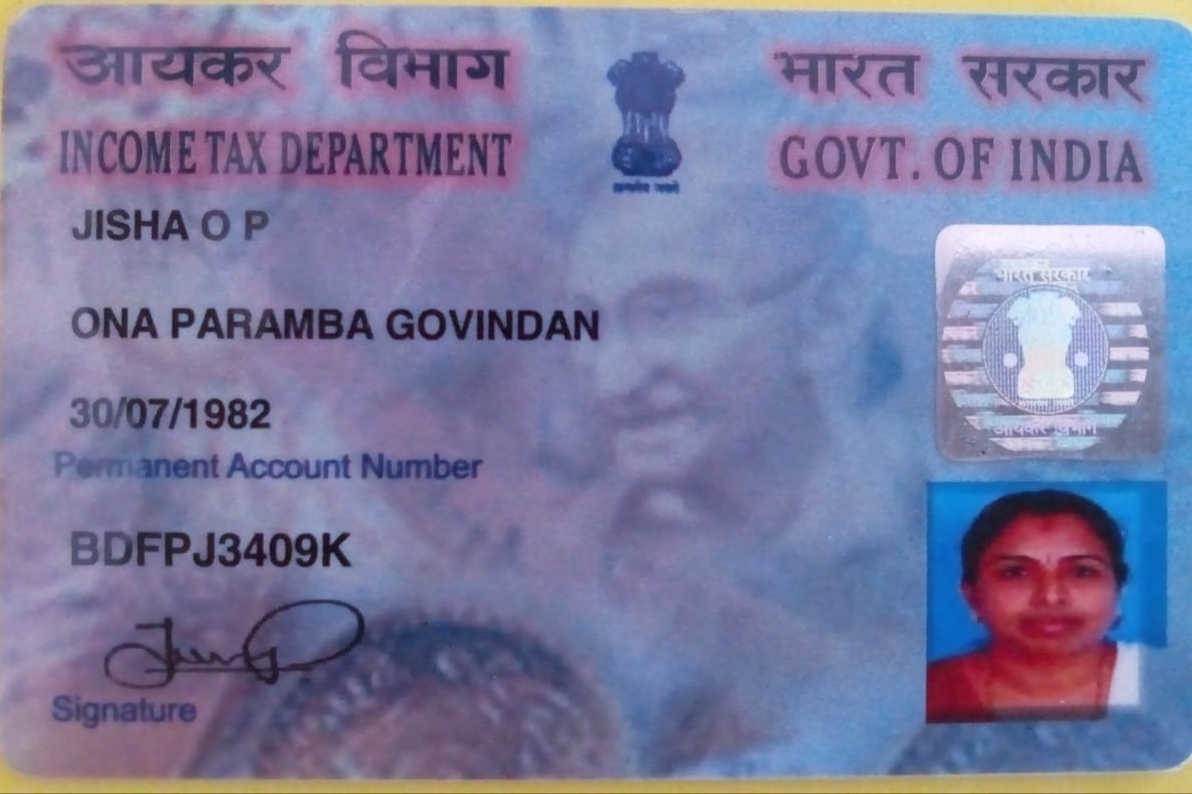 आयकर विभाग
INCOME TAX DEPARTMENT
भारत सरकार
GOVT. OF INDIA
सत्यमेव जयते
JISHA O P
ONA PARAMBA GOVINDAN
30/07/1982
Permanent Account Number
BDFPJ3409K
Signature
भारत सरकार
आयकर विभाग